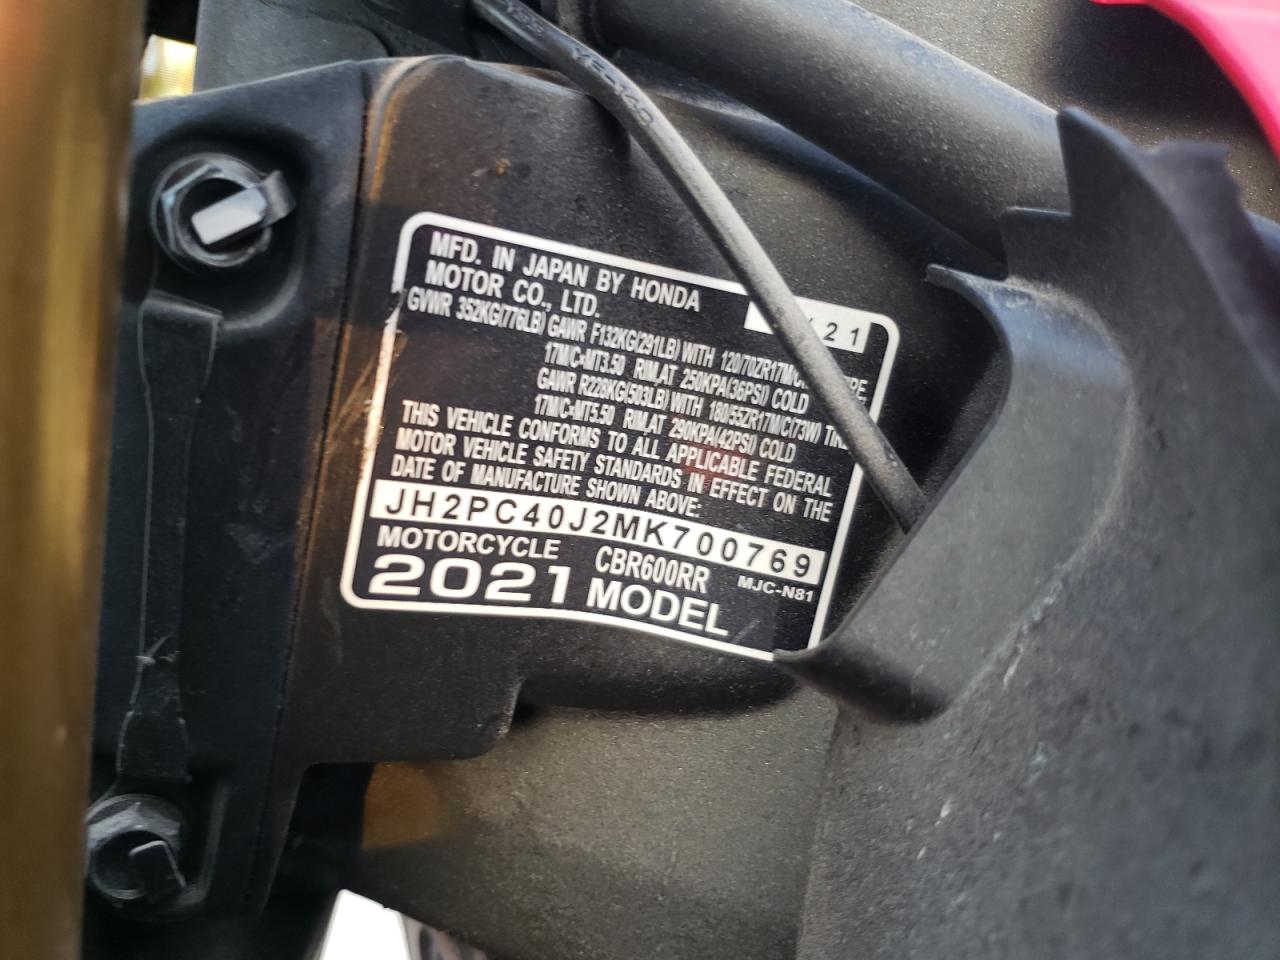 MFD. IN JAPAN BY HONDA
MOTOR CO., LTD.
21
GVWR 352KG(776LB) GAWR F132KG(291LB) WITH 120/70ZR17M/C
17M/C×MT3.50 RIM,AT 250KPA(36PSI) COLD
GAWR R228KG(503LB) WITH 180/55ZR17M/C(73W)
17M/C×MT5.50 RIM,AT 290KPA(42PSI) COLD
THIS VEHICLE CONFORMS TO ALL APPLICABLE FEDERAL
MOTOR VEHICLE SAFETY STANDARDS IN EFFECT ON THE
DATE OF MANUFACTURE SHOWN ABOVE:
JH2PC40J2MK700769
MOTORCYCLE CBR600RR MJC-N81
2021 MODEL